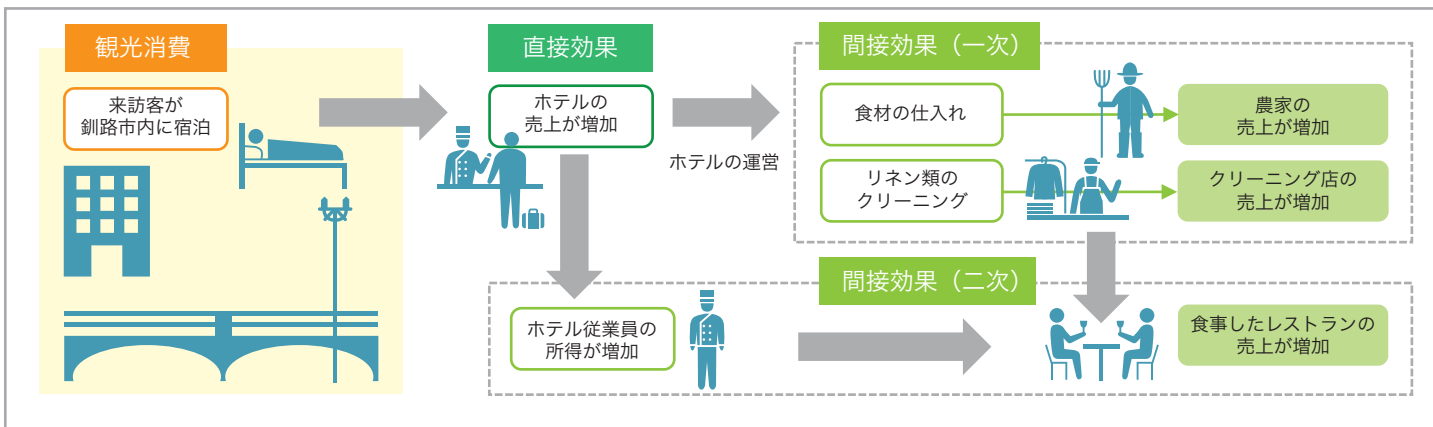 観光消費
来訪客が
釧路市内に宿泊
直接効果
ホテルの
売上が増加
ホテルの運営
間接効果（一次）
食材の仕入れ
農家の
売上が増加
リネン類の
クリーニング
クリーニング店の
売上が増加
間接効果（二次）
ホテル従業員の
所得が増加
食事したレストランの
売上が増加